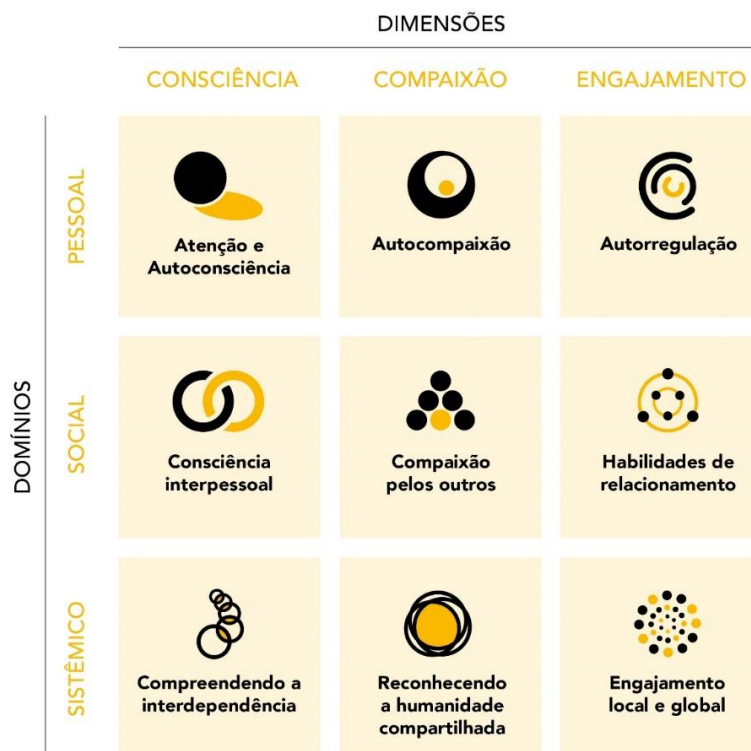 DIMENSÕES
CONSCIÊNCIA
COMPAIXÃO
ENGAJAMENTO
DOMÍNIOS
PESSOAL
Atenção e
Autoconsciência
Autocompaixão
Autorregulação
SOCIAL
Consciência
interpessoal
Compaixão
pelos outros
Habilidades de
relacionamento
SISTÊMICO
Compreendendo a
interdependência
Reconhecendo
a humanidade
compartilhada
Engajamento
local e global